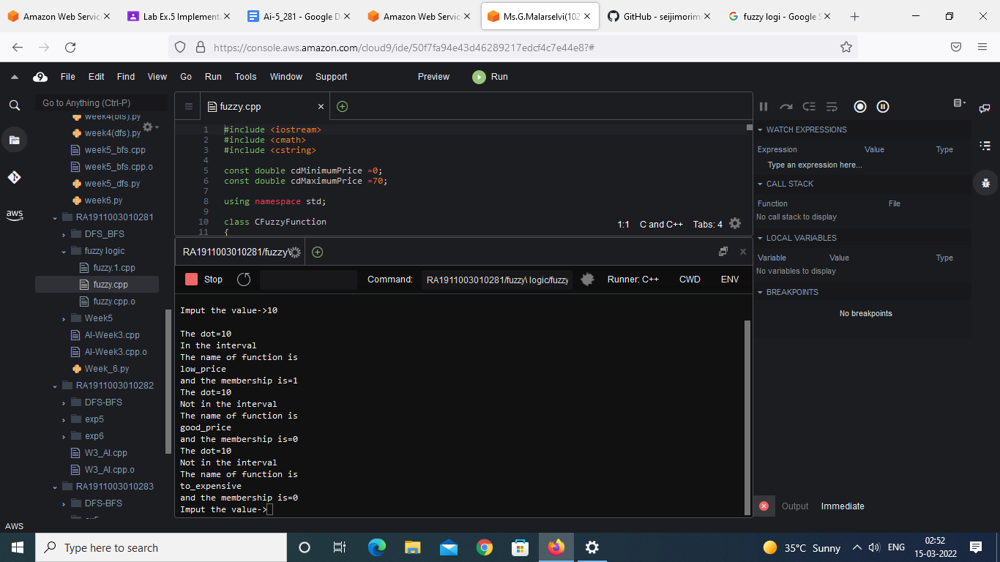 Amazon Web Servic
Lab Ex.5 Implementa
Ai-5_281 - Google D
Amazon Web Servic
Ms.G.Malarselvi(102
GitHub - seijimorim
fuzzy logi - Google S
https://console.aws.amazon.com/cloud9/ide/50f7fa94e43d46289217edcf4c7e44e8?#
9 File Edit Find View Go Run Tools Window Support Preview Run
Go to Anything (Ctrl-P)
week4(bfs).py
week4(dfs).py
week5_bfs.cpp
week5_bfs.cpp.o
week5_dfs.py
week6.py
RA1911003010281
DFS_BFS
fuzzy logic
fuzzy.1.cpp
fuzzy.cpp
fuzzy.cpp.o
Week5
AI-Week3.cpp
AI-Week3.cpp.o
Week_6.py
RA1911003010282
DFS-BFS
exp5
exp6
W3_AI.cpp
W3_AI.cpp.o
RA1911003010283
DFS-BFS
aws
AWS
fuzzy.cpp
1 #include <iostream>
2 #include <cmath>
3 #include <cstring>
4
5 const double cdMinimumPrice =0;
6 const double cdMaximumPrice =70;
7
8 using namespace std;
9
10 class CFuzzyFunction
11 {
1:1 C and C++ Tabs: 4
RA1911003010281/fuzzy\
Stop Command: RA1911003010281/fuzzy\ logic/fuzzy Runner: C++ CWD ENV
Imput the value->10
The dot=10
In the interval
The name of function is
low_price
and the membership is=1
The dot=10
Not in the interval
The name of function is
good_price
and the membership is=0
The dot=10
Not in the interval
The name of function is
to_expensive
and the membership is=0
Imput the value->
WATCH EXPRESSIONS
Expression Value Type
Type an expression here...
CALL STACK
Function File
No call stack to display
LOCAL VARIABLES
Variable Value Type
No variables to display
BREAKPOINTS
No breakpoints
Output Immediate
Type here to search
35°C Sunny
ENG
02:52
15-03-2022